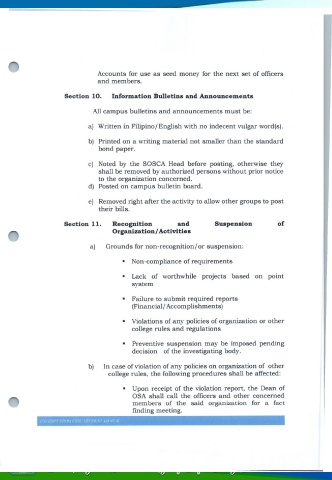 Accounts for use as seed money for the next set of officers
and members.
Section 10. Information Bulletins and Announcements
All campus bulletins and announcements must be:
a) Written in Filipino/English with no indecent vulgar word(s).
b) Printed on a writing material not smaller than the standard
bond paper.
c) Noted by the SOSCA Head before posting, otherwise they
shall be removed by authorized persons without prior notice
to the organization concerned.
d) Posted on campus bulletin board.
e) Removed right after the activity to allow other groups to post
their bills.
Section 11. Recognition and Suspension of
Organization/Activities
a) Grounds for non-recognition/or suspension:
▪ Non-compliance of requirements
▪ Lack of worthwhile projects based on point
system
▪ Failure to submit required reports
(Financial/Accomplishments)
▪ Violations of any policies of organization or other
college rules and regulations
▪ Preventive suspension may be imposed pending
decision of the investigating body.
b) In case of violation of any policies on organization of other
college rules, the following procedures shall be affected:
▪ Upon receipt of the violation report, the Dean of
OSA shall call the officers and other concerned
members of the said organization for a fact
finding meeting.